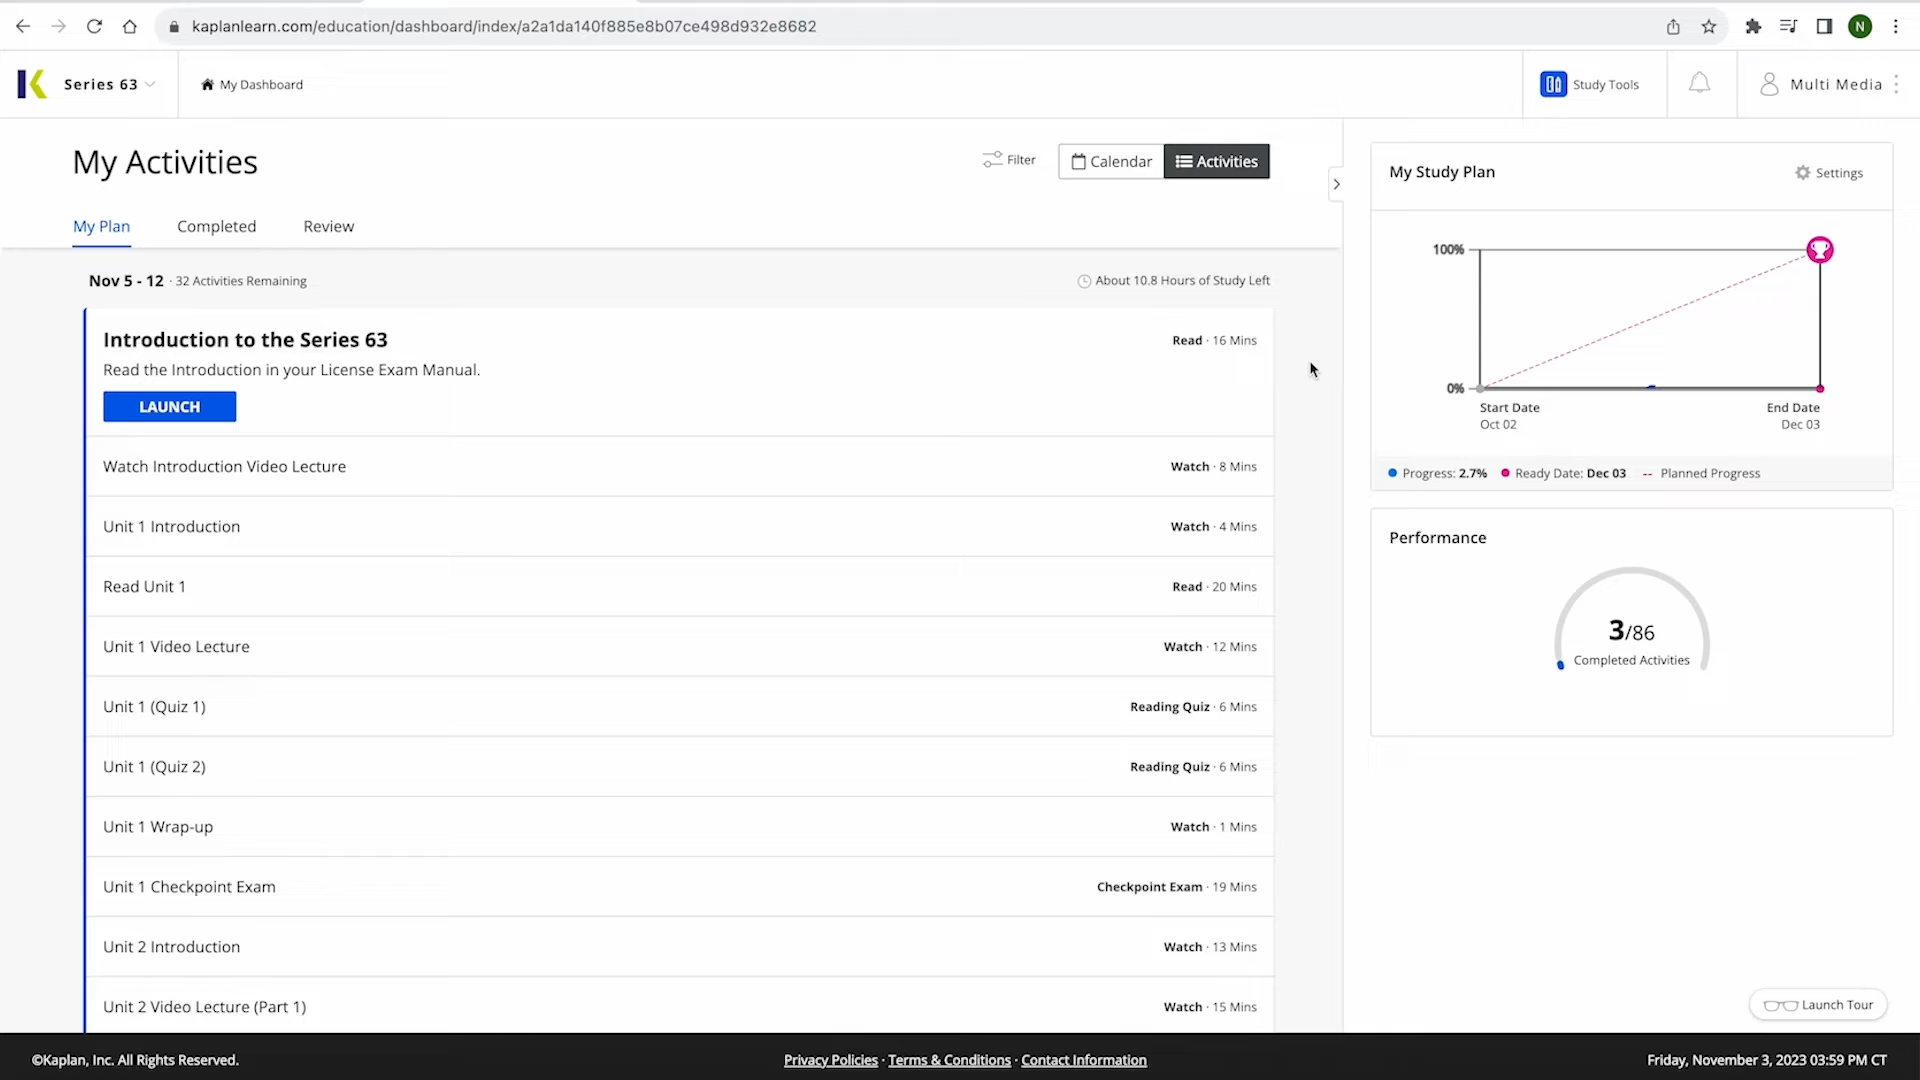 kaplanlearn.com/education/dashboard/index/a2a1da140f885e8b07ce498d932e8682
N
Series 63
My Dashboard
Study Tools
Multi Media
My Activities
Filter
Calendar
Activities
My Plan
Completed
Review
Nov 5 - 12 · 32 Activities Remaining
About 10.8 Hours of Study Left
Introduction to the Series 63
Read · 16 Mins
Read the Introduction in your License Exam Manual.
LAUNCH
Watch Introduction Video Lecture
Watch · 8 Mins
Unit 1 Introduction
Watch · 4 Mins
Read Unit 1
Read · 20 Mins
Unit 1 Video Lecture
Watch · 12 Mins
Unit 1 (Quiz 1)
Reading Quiz · 6 Mins
Unit 1 (Quiz 2)
Reading Quiz · 6 Mins
Unit 1 Wrap-up
Watch · 1 Mins
Unit 1 Checkpoint Exam
Checkpoint Exam · 19 Mins
Unit 2 Introduction
Watch · 13 Mins
Unit 2 Video Lecture (Part 1)
Watch · 15 Mins
My Study Plan
Settings
100%
0%
Start Date
Oct 02
End Date
Dec 03
Progress: 2.7%
Ready Date: Dec 03
-- Planned Progress
Performance
3/86
Completed Activities
Launch Tour
©Kaplan, Inc. All Rights Reserved.
Privacy Policies · Terms & Conditions · Contact Information
Friday, November 3, 2023 03:59 PM CT